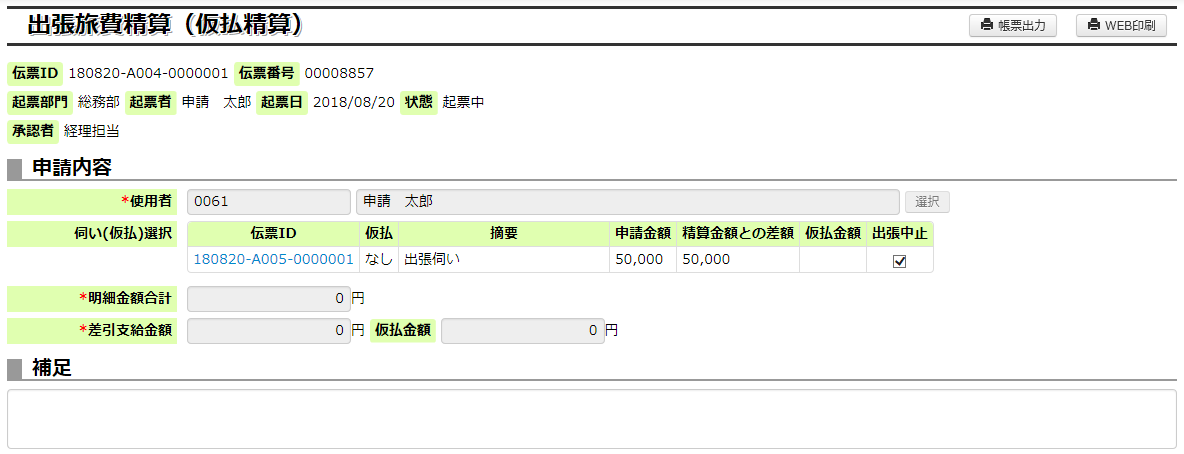 出張旅費精算（仮払精算） 帳票出力 WEB印刷
伝票ID 180820-A004-0000001 伝票番号 00008857
起票部門 総務部 起票者 申請　太郎 起票日 2018/08/20 状態 起票中
承認者 経理担当
申請内容
*使用者 0061 申請　太郎 選択
伺い(仮払)選択 伝票ID 仮払 摘要 申請金額 精算金額との差額 仮払金額 出張中止
180820-A005-0000001 なし 出張伺い 50,000 50,000
*明細金額合計 0 円
*差引支給金額 0 円 仮払金額 0 円
補足